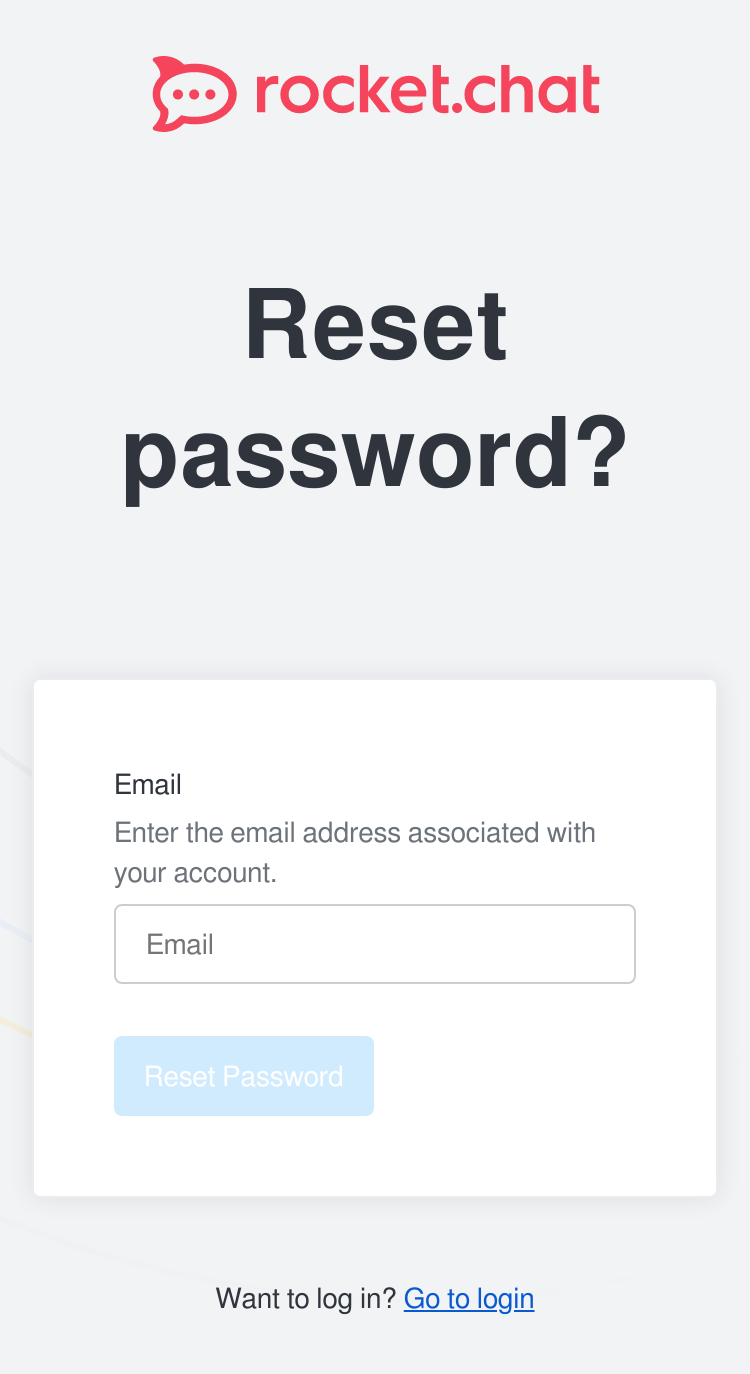 rocket.chat
Reset
password?
Email
Enter the email address associated with
your account.
Email
Reset Password
Want to log in? Go to login